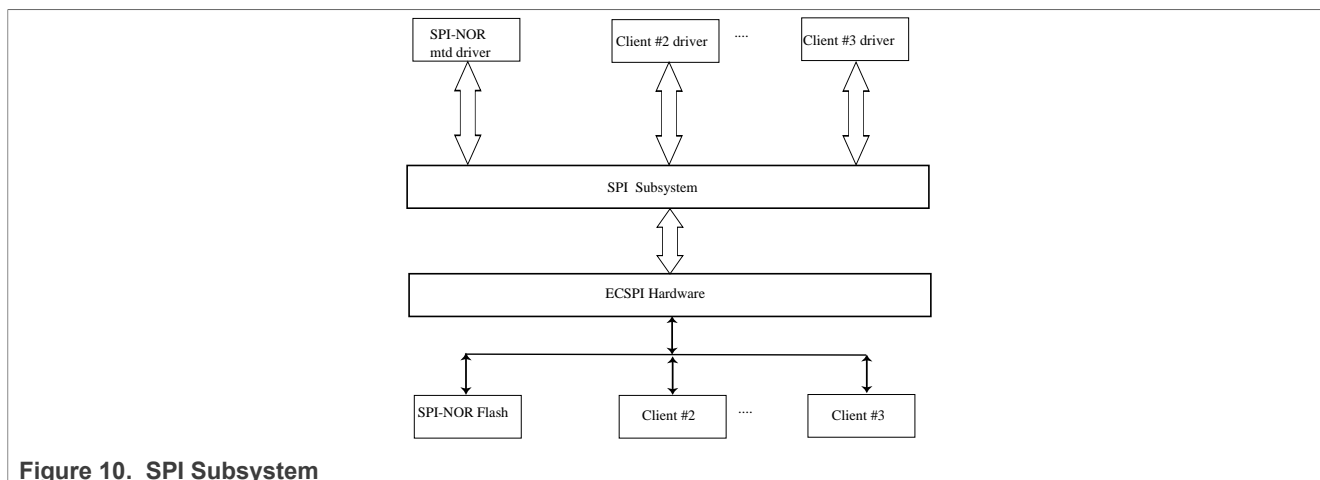 SPI-NOR
mtd driver
Client #2 driver
....
Client #3 driver
SPI Subsystem
ECSPI Hardware
SPI-NOR Flash
Client #2
....
Client #3
Figure 10. SPI Subsystem